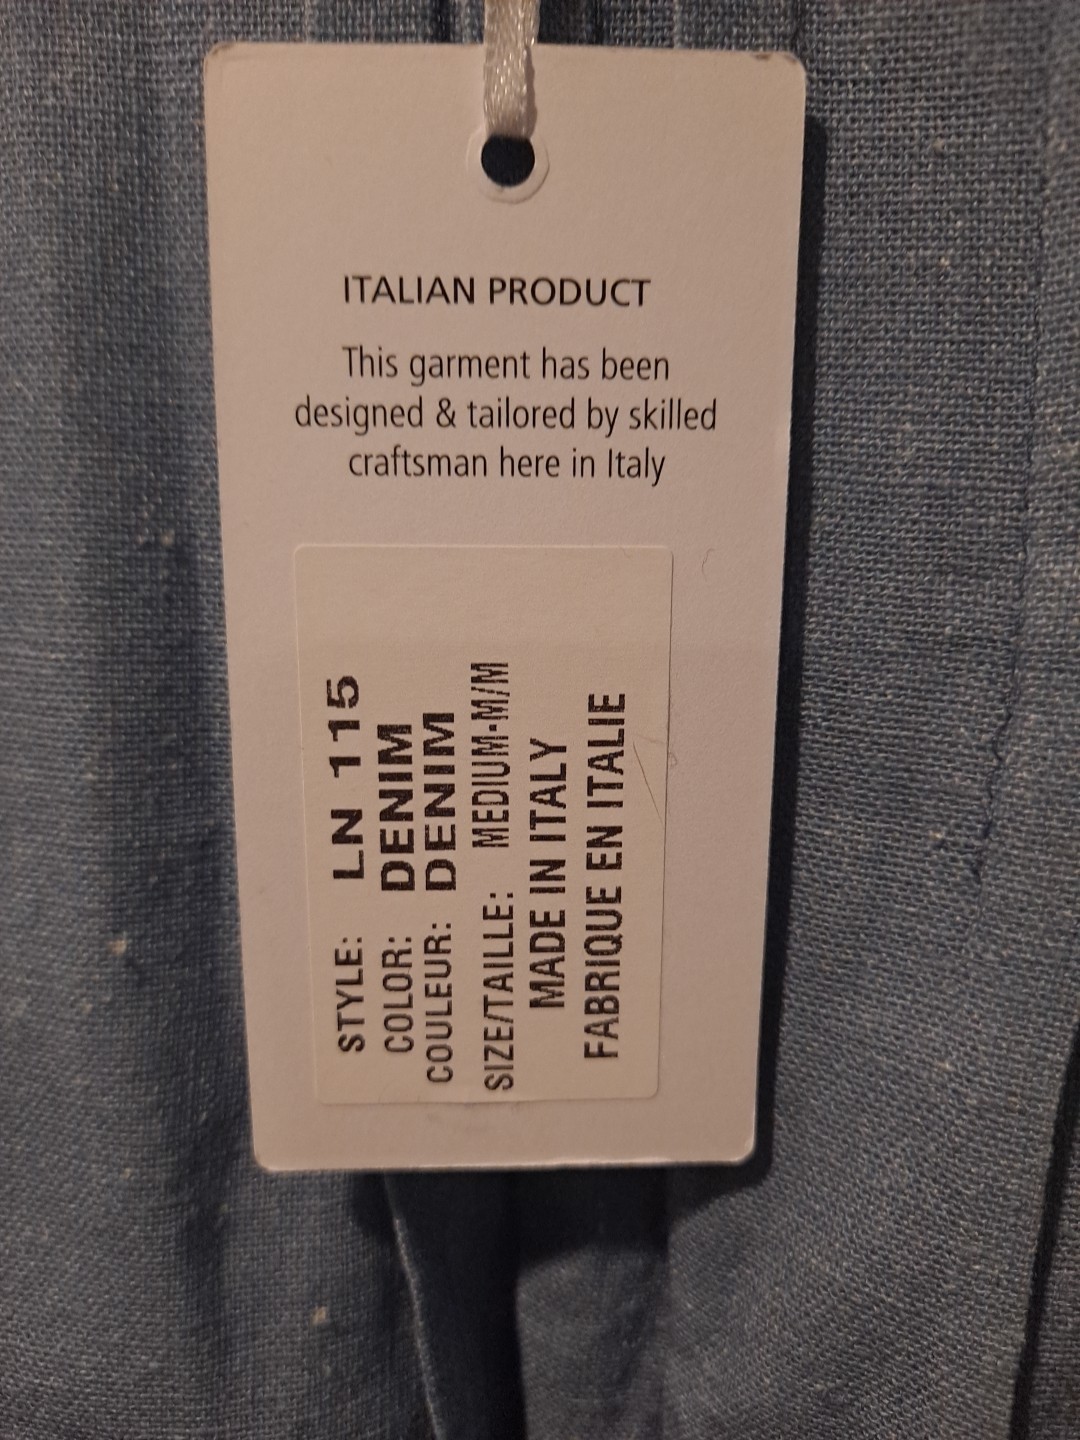 ITALIAN PRODUCT
This garment has been
designed & tailored by skilled
craftsman here in Italy
STYLE: LN 115
COLOR: DENIM
COULEUR: DENIM
SIZE/TAILLE: MEDIUM-M/M
MADE IN ITALY
FABRIQUE EN ITALIE